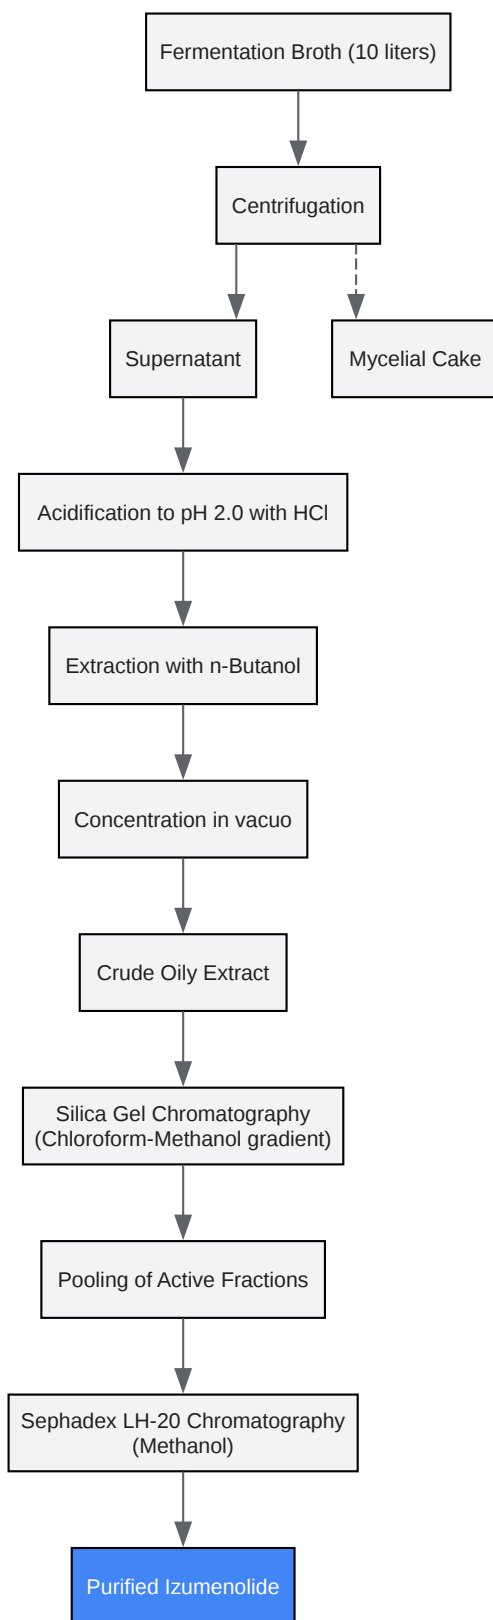 Fermentation Broth (10 liters)
Centrifugation
Supernatant
Mycelial Cake
Acidification to pH 2.0 with HCl
Extraction with n-Butanol
Concentration in vacuo
Crude Oily Extract
Silica Gel Chromatography
(Chloroform-Methanol gradient)
Pooling of Active Fractions
Sephadex LH-20 Chromatography
(Methanol)
Purified Izumenolide